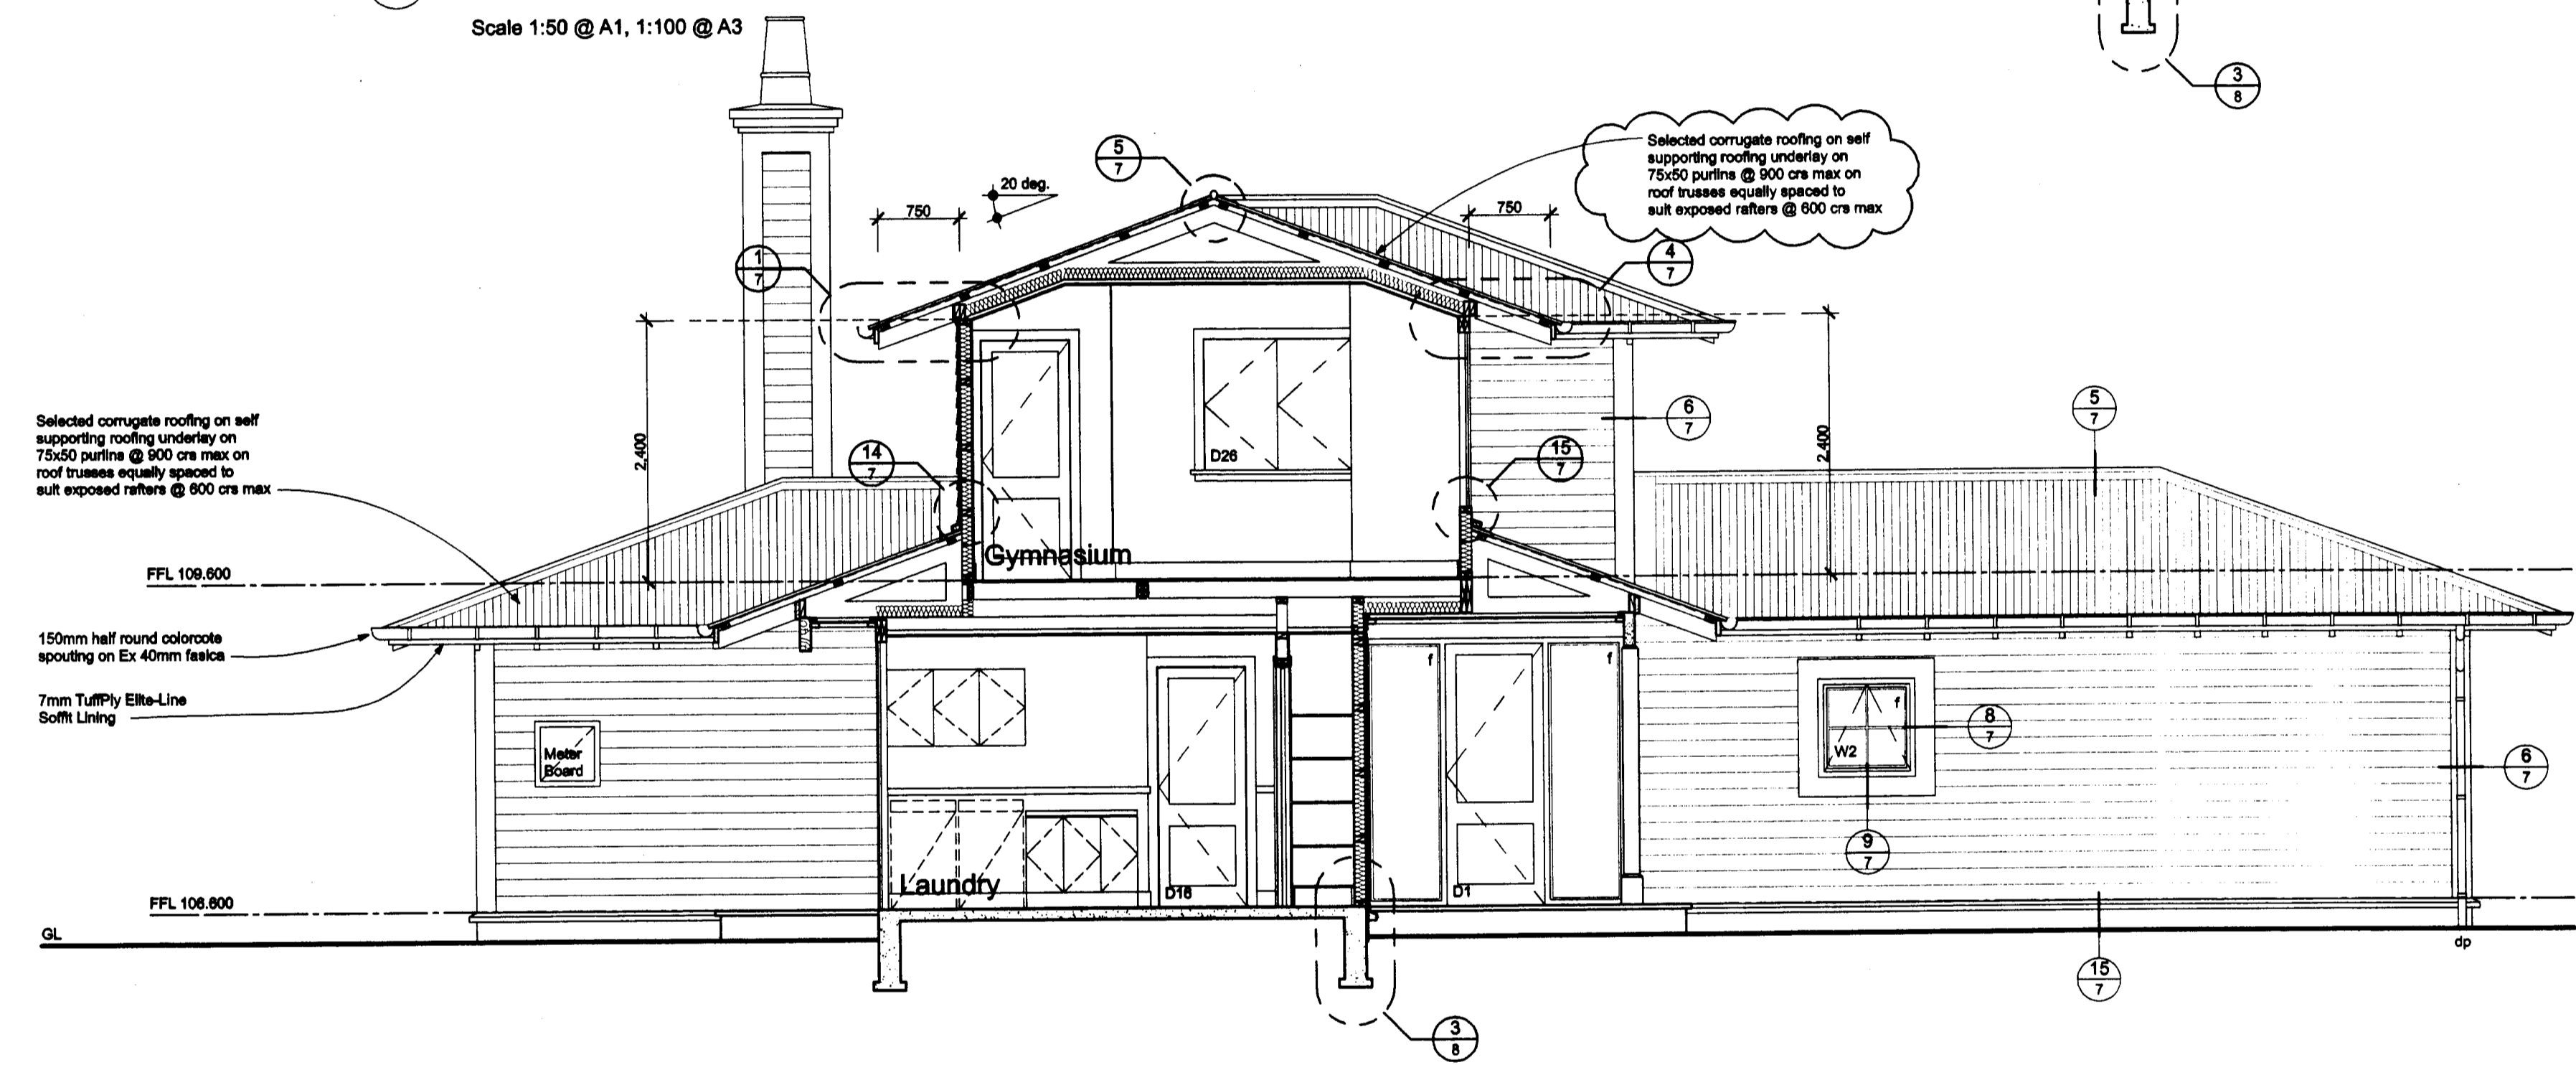 Scale 1:50 @ A1, 1:100 @ A3
3
8
Selected corrugate roofing on self
supporting roofing underlay on
75x50 purlins @ 900 crs max on
roof trusses equally spaced to
suit exposed rafters @ 600 crs max
5
7
20 deg.
750
750
1
7
4
7
2,400
2,400
6
7
5
7
Selected corrugate roofing on self
supporting roofing underlay on
75x50 purlins @ 900 crs max on
roof trusses equally spaced to
suit exposed rafters @ 600 crs max
14
7
15
7
D26
Gymnasium
FFL 109.600
150mm half round colorcote
spouting on Ex 40mm fasica
7mm TuffPly Elite-Line
Soffit Lining
f
f
f
Meter
Board
W2
8
7
6
7
9
7
Laundry
D16
D1
FFL 106.600
GL
dp
15
7
3
8